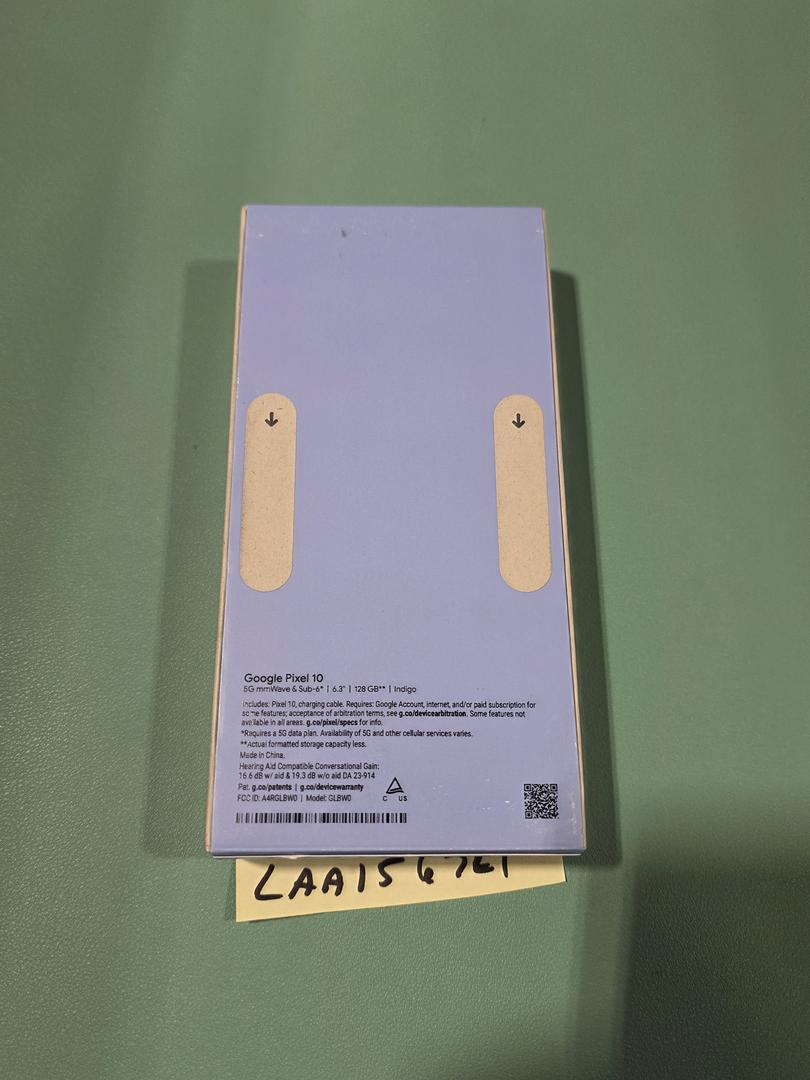 Google Pixel 10
5G mmWave & Sub-6* | 6.3" | 128 GB** | Indigo
Includes: Pixel 10, charging cable. Requires: Google Account, internet, and/or paid subscription for
some features; acceptance of arbitration terms, see g.co/devicearbitration. Some features not
available in all areas. g.co/pixel/specs for info.
*Requires a 5G data plan. Availability of 5G and other cellular services varies.
**Actual formatted storage capacity less.
Made in China.
Hearing Aid Compatible Conversational Gain:
16.6 dB w/ aid & 19.3 dB w/o aid DA 23-914
Pat. g.co/patents | g.co/devicewarranty
FCC ID: A4RGLBW0 | Model: GLBW0
C US